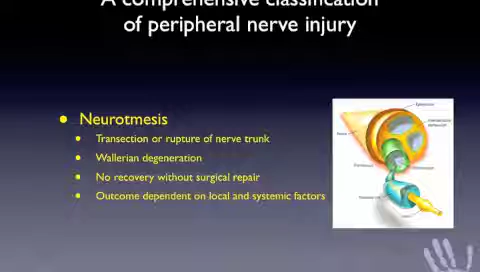 A comprehensive classification
of peripheral nerve injury
Neurotmesis
Transection or rupture of nerve trunk
Wallerian degeneration
No recovery without surgical repair
Outcome dependent on local and systemic factors